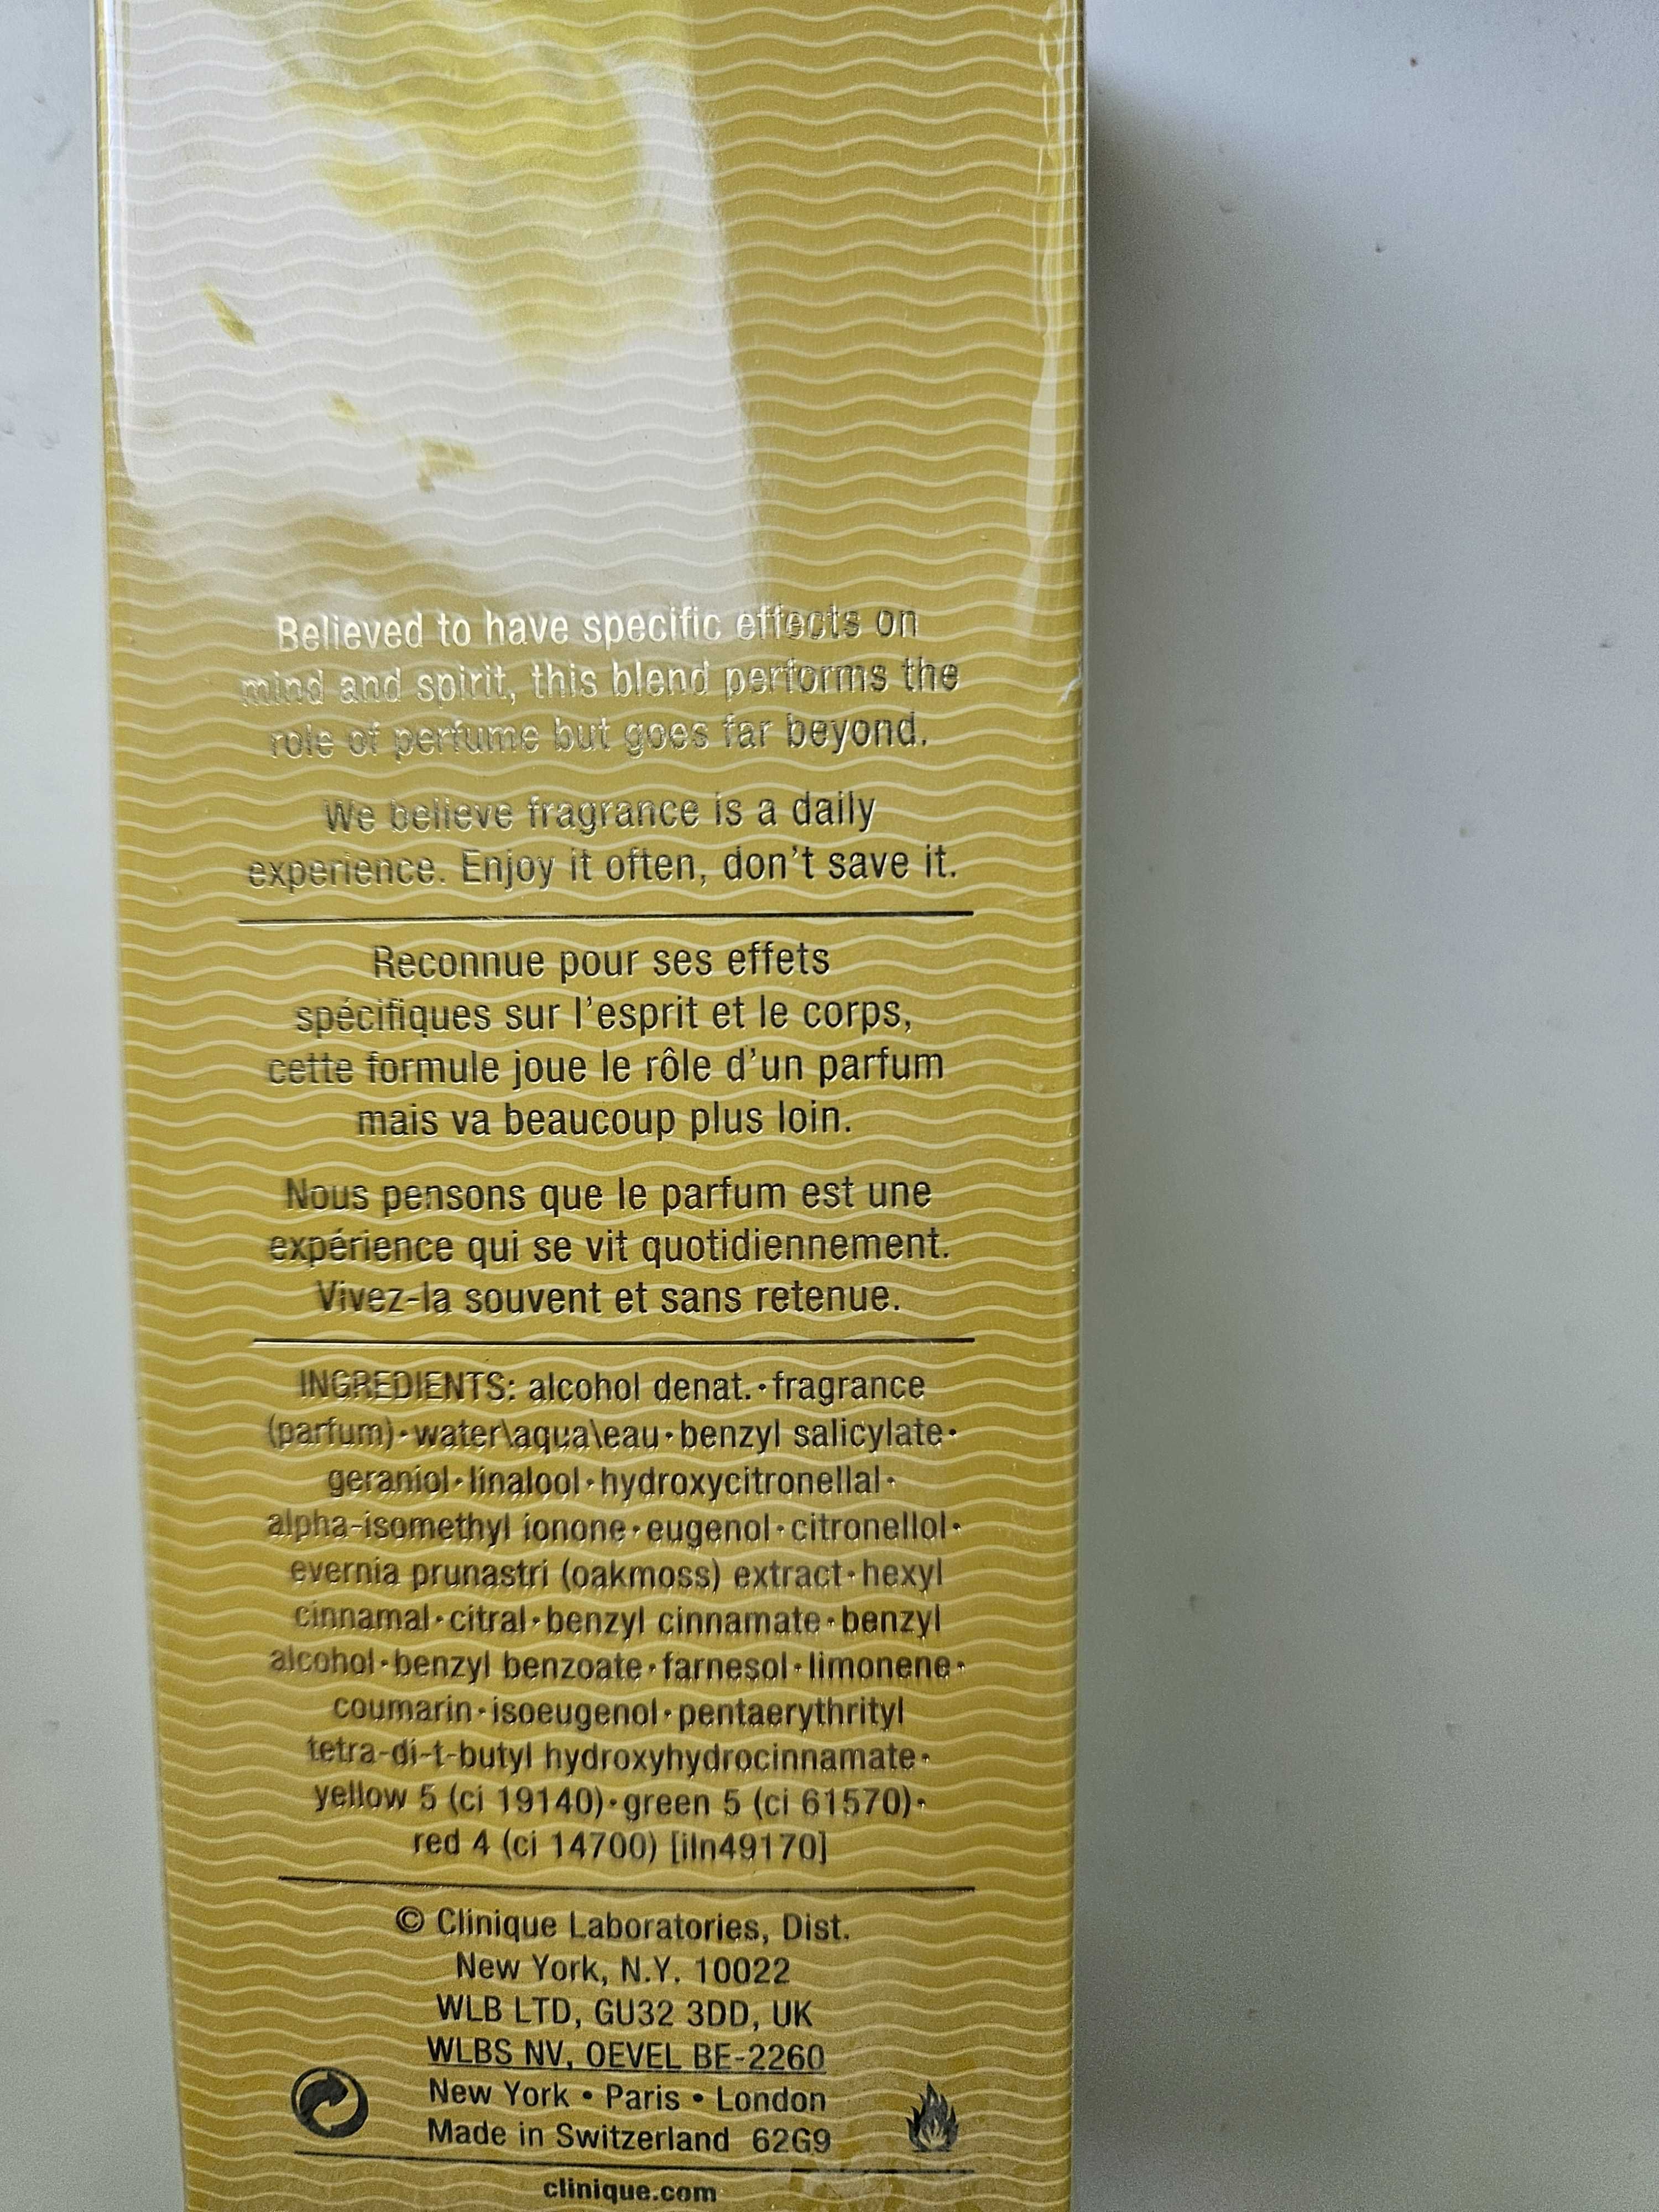 Believed to have specific effects on
mind and spirit, this blend performs the
role of perfume but goes far beyond.
We believe fragrance is a daily
experience. Enjoy it often, don't save it.
Reconnue pour ses effets
spécifiques sur l'esprit et le corps,
cette formule joue le rôle d'un parfum
mais va beaucoup plus loin.
Nous pensons que le parfum est une
expérience qui se vit quotidiennement.
Vivez-la souvent et sans retenue.
INGREDIENTS: alcohol denat.•fragrance
(parfum)•water\aqua\eau•benzyl salicylate•
geraniol•linalool•hydroxycitronellal•
alpha-isomethyl ionone•eugenol•citronellol•
evernia prunastri (oakmoss) extract•hexyl
cinnamal•citral•benzyl cinnamate•benzyl
alcohol•benzyl benzoate•farnesol•limonene•
coumarin•isoeugenol•pentaerythrityl
tetra-di-t-butyl hydroxyhydrocinnamate•
yellow 5 (ci 19140)•green 5 (ci 61570)•
red 4 (ci 14700) [iln49170]
© Clinique Laboratories, Dist.
New York, N.Y. 10022
WLB LTD, GU32 3DD, UK
WLBS NV, OEVEL BE-2260
New York • Paris • London
Made in Switzerland 62G9
clinique.com